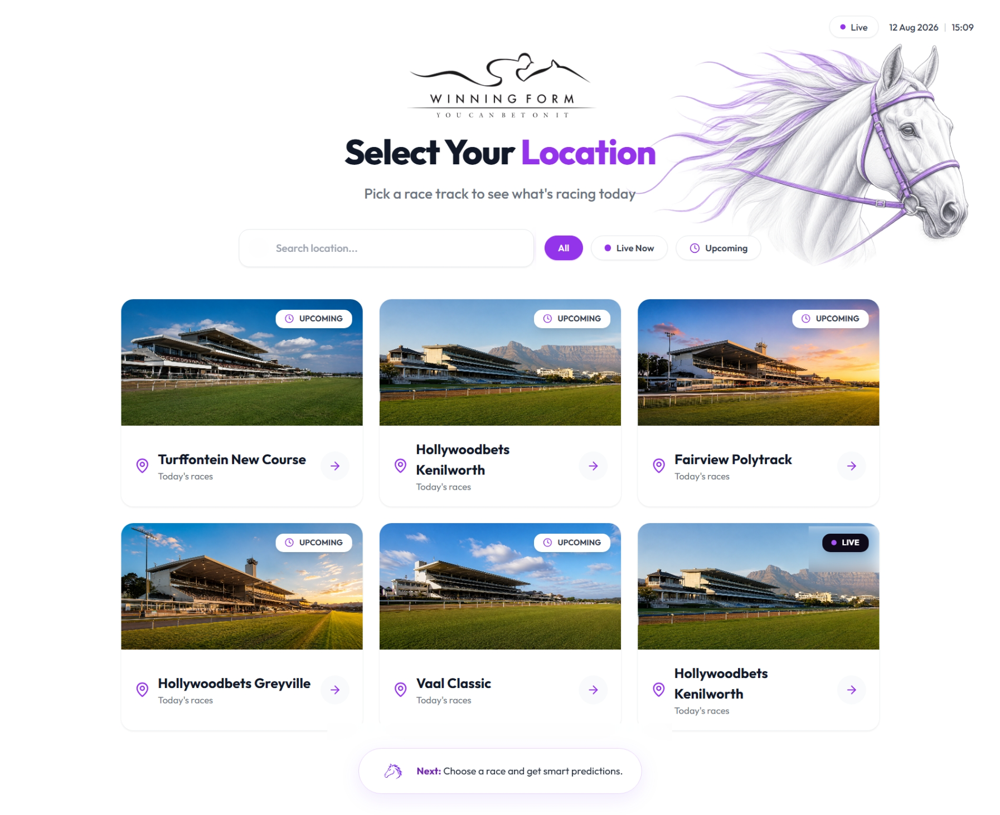 Live 12 Aug 2026 | 15:09
WINNING FORM
YOU CAN BET ON IT
Select Your Location
Pick a race track to see what's racing today
Search location...
All
Live Now
Upcoming
UPCOMING
UPCOMING
UPCOMING
Turffontein New Course
Today's races
Hollywoodbets
Kenilworth
Today's races
Fairview Polytrack
Today's races
UPCOMING
UPCOMING
LIVE
Hollywoodbets Greyville
Today's races
Vaal Classic
Today's races
Hollywoodbets
Kenilworth
Today's races
Next: Choose a race and get smart predictions.